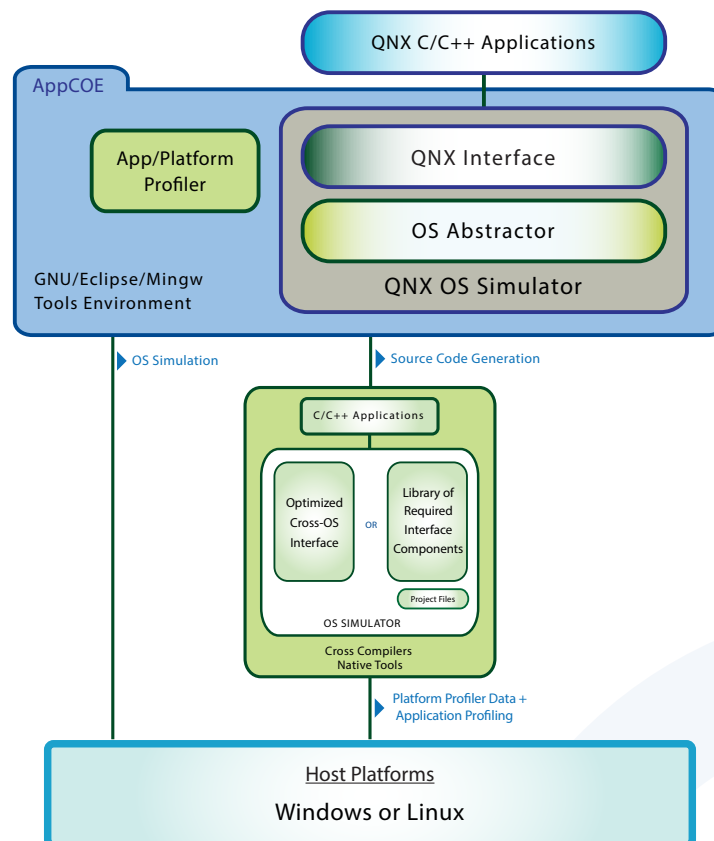 QNX C/C++ Applications
AppCOE
App/Platform
Profiler
QNX Interface
OS Abstractor
QNX OS Simulator
GNU/Eclipse/Mingw
Tools Environment
OS Simulation
Source Code Generation
C/C++ Applications
Optimized
Cross-OS
Interface
OR
Library of
Required
Interface
Components
Project Files
OS SIMULATOR
Cross Compilers
Native Tools
Platform Profiler Data +
Application Profiling
Host Platforms
Windows or Linux